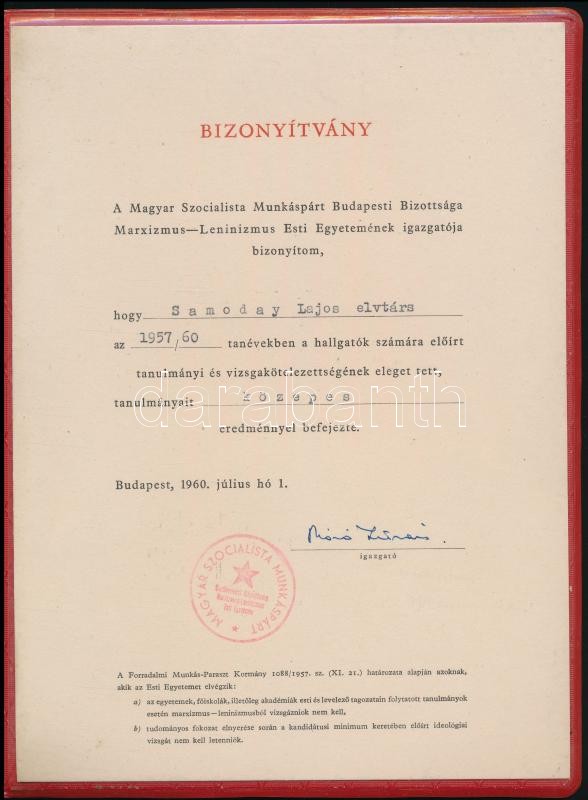 BIZONYÍTVÁNY
A Magyar Szocialista Munkáspárt Budapesti Bizottsága
Marxizmus—Leninizmus Esti Egyetemének igazgatója
bizonyítom,
hogy Samoday Lajos elvtárs
az 1957/60 tanévekben a hallgatók számára előírt
tanulmányi és vizsgakötelezettségének eleget tett,
tanulmányait közepes
darabanth
eredménnyel befejezte.
Budapest, 1960. július hó 1.
igazgató
MAGYAR SZOCIALISTA MUNKÁSPÁRT
A Forradalmi Munkás-Paraszt Kormány 1088/1957. sz. (XI. 21.) határozata alapján azoknak,
akik az Esti Egyetemet elvégzik:
a) az egyetemek, főiskolák, illetőleg akadémiák esti és levelező tagozatain folytatott tanulmányok
esetén marxizmus—leninizmusból vizsgázniok nem kell,
b) tudományos fokozat elnyerése során a kandidátusi minimum keretében előírt ideológiai
vizsgát nem kell letenniök.